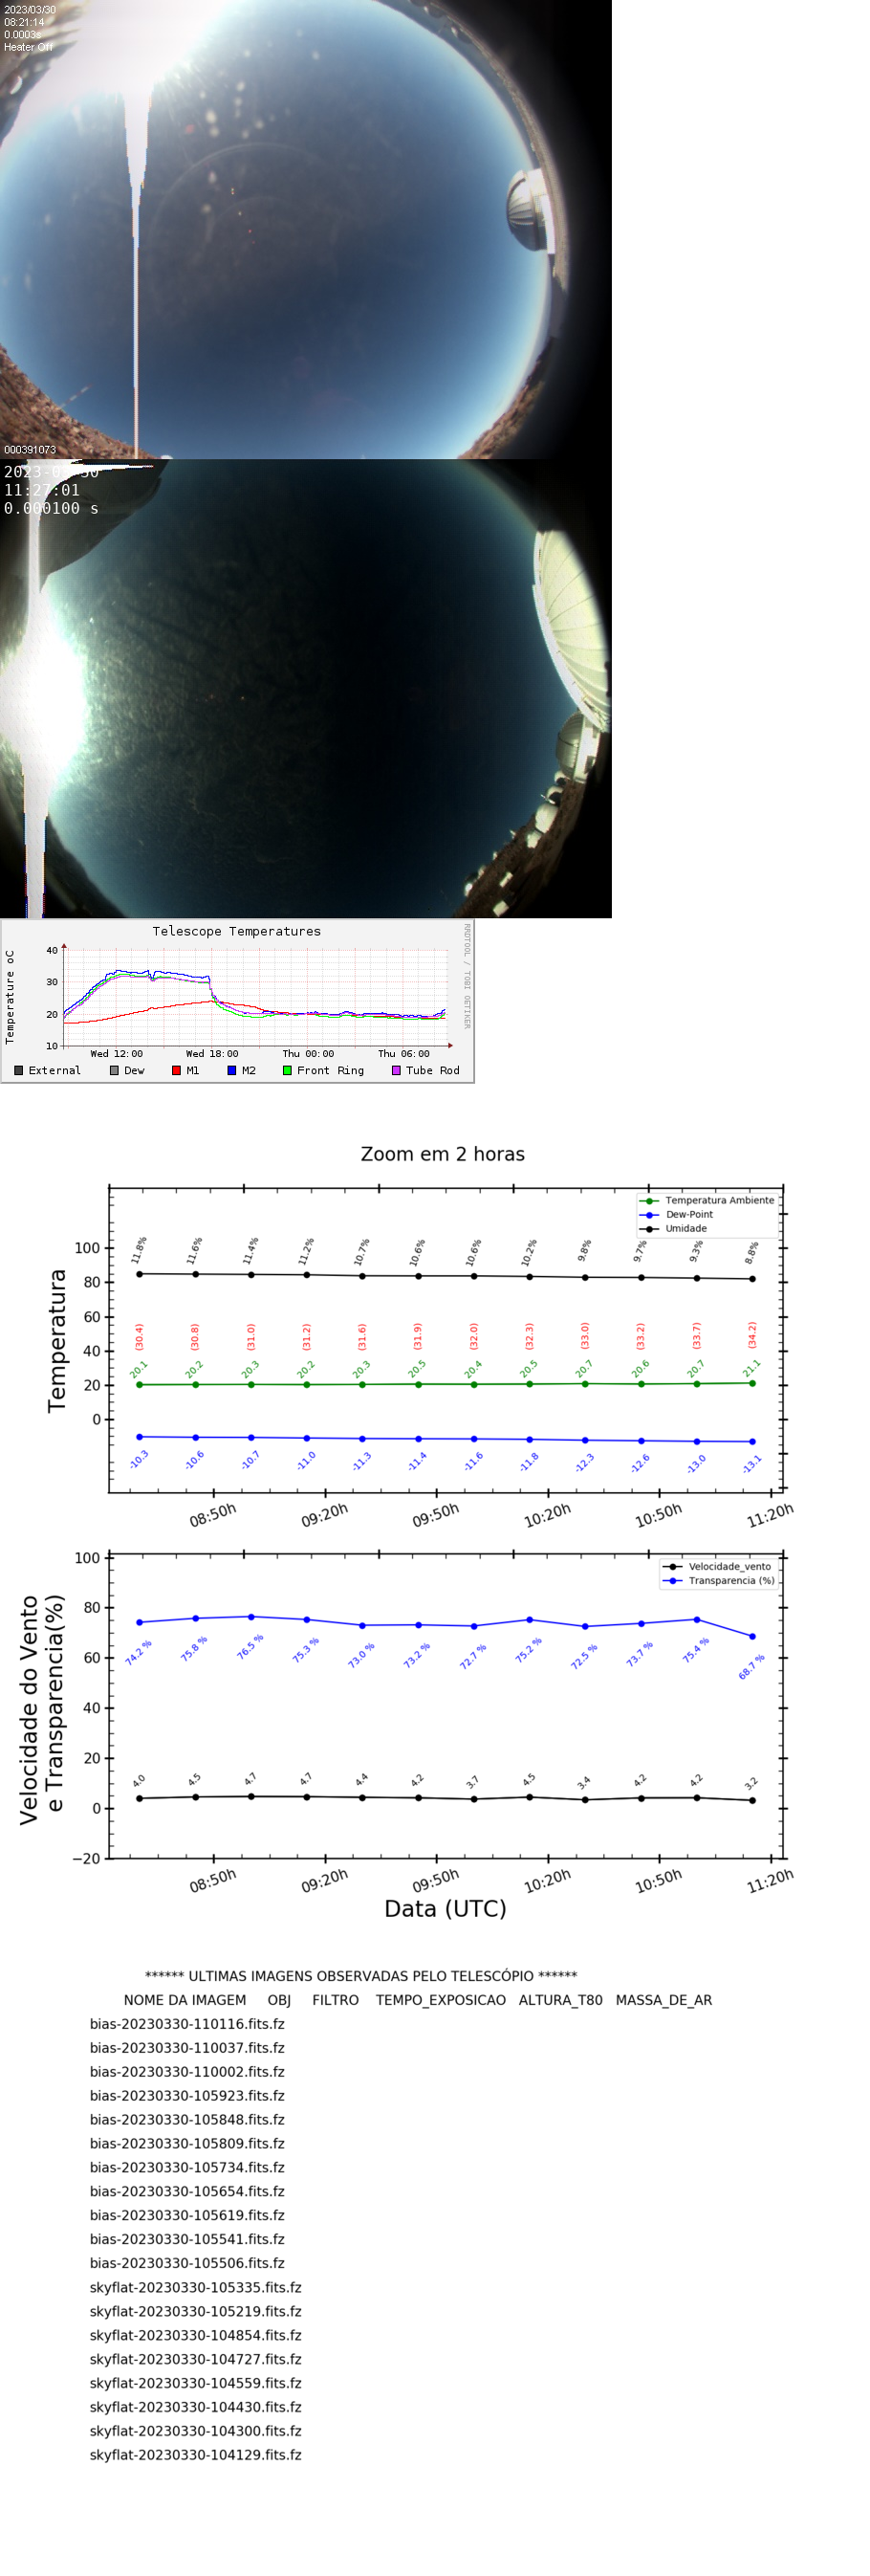 2023/03/30
08:21:14
0.0003s
Heater Off
000391073
11:27:01
0.000100 s
Telescope Temperatures
RRDTOOL / TOBI OETIKER
Temperature oC
40
30
20
10
Wed 12:00 Wed 18:00 Thu 00:00 Thu 06:00
External Dew M1 M2 Front Ring Tube Rod
Zoom em 2 horas
Temperatura Ambiente
Dew-Point
Umidade
Temperatura
100
80
60
40
20
0
11.8% 11.6% 11.4% 11.2% 10.7% 10.6% 10.6% 10.2% 9.8% 9.7% 9.3% 8.8%
(30.4) (30.8) (31.0) (31.2) (31.6) (31.9) (32.0) (32.3) (33.0) (33.2) (33.7) (34.2)
20.1 20.2 20.3 20.2 20.3 20.5 20.4 20.5 20.7 20.6 20.7 21.1
-10.3 -10.6 -10.7 -11.0 -11.3 -11.4 -11.6 -11.8 -12.3 -12.6 -13.0 -13.1
08:50h 09:20h 09:50h 10:20h 10:50h 11:20h
Velocidade_vento
Transparencia (%)
Velocidade do Vento
e Transparencia(%)
100
80
60
40
20
0
−20
74.2 % 75.8 % 76.5 % 75.3 % 73.0 % 73.2 % 72.7 % 75.2 % 72.5 % 73.7 % 75.4 % 68.7 %
4.0 4.5 4.7 4.7 4.4 4.2 3.7 4.5 3.4 4.2 4.2 3.2
08:50h 09:20h 09:50h 10:20h 10:50h 11:20h
Data (UTC)
****** ULTIMAS IMAGENS OBSERVADAS PELO TELESCÓPIO ******
NOME DA IMAGEM OBJ FILTRO TEMPO_EXPOSICAO ALTURA_T80 MASSA_DE_AR
bias-20230330-110116.fits.fz
bias-20230330-110037.fits.fz
bias-20230330-110002.fits.fz
bias-20230330-105923.fits.fz
bias-20230330-105848.fits.fz
bias-20230330-105809.fits.fz
bias-20230330-105734.fits.fz
bias-20230330-105654.fits.fz
bias-20230330-105619.fits.fz
bias-20230330-105541.fits.fz
bias-20230330-105506.fits.fz
skyflat-20230330-105335.fits.fz
skyflat-20230330-105219.fits.fz
skyflat-20230330-104854.fits.fz
skyflat-20230330-104727.fits.fz
skyflat-20230330-104559.fits.fz
skyflat-20230330-104430.fits.fz
skyflat-20230330-104300.fits.fz
skyflat-20230330-104129.fits.fz